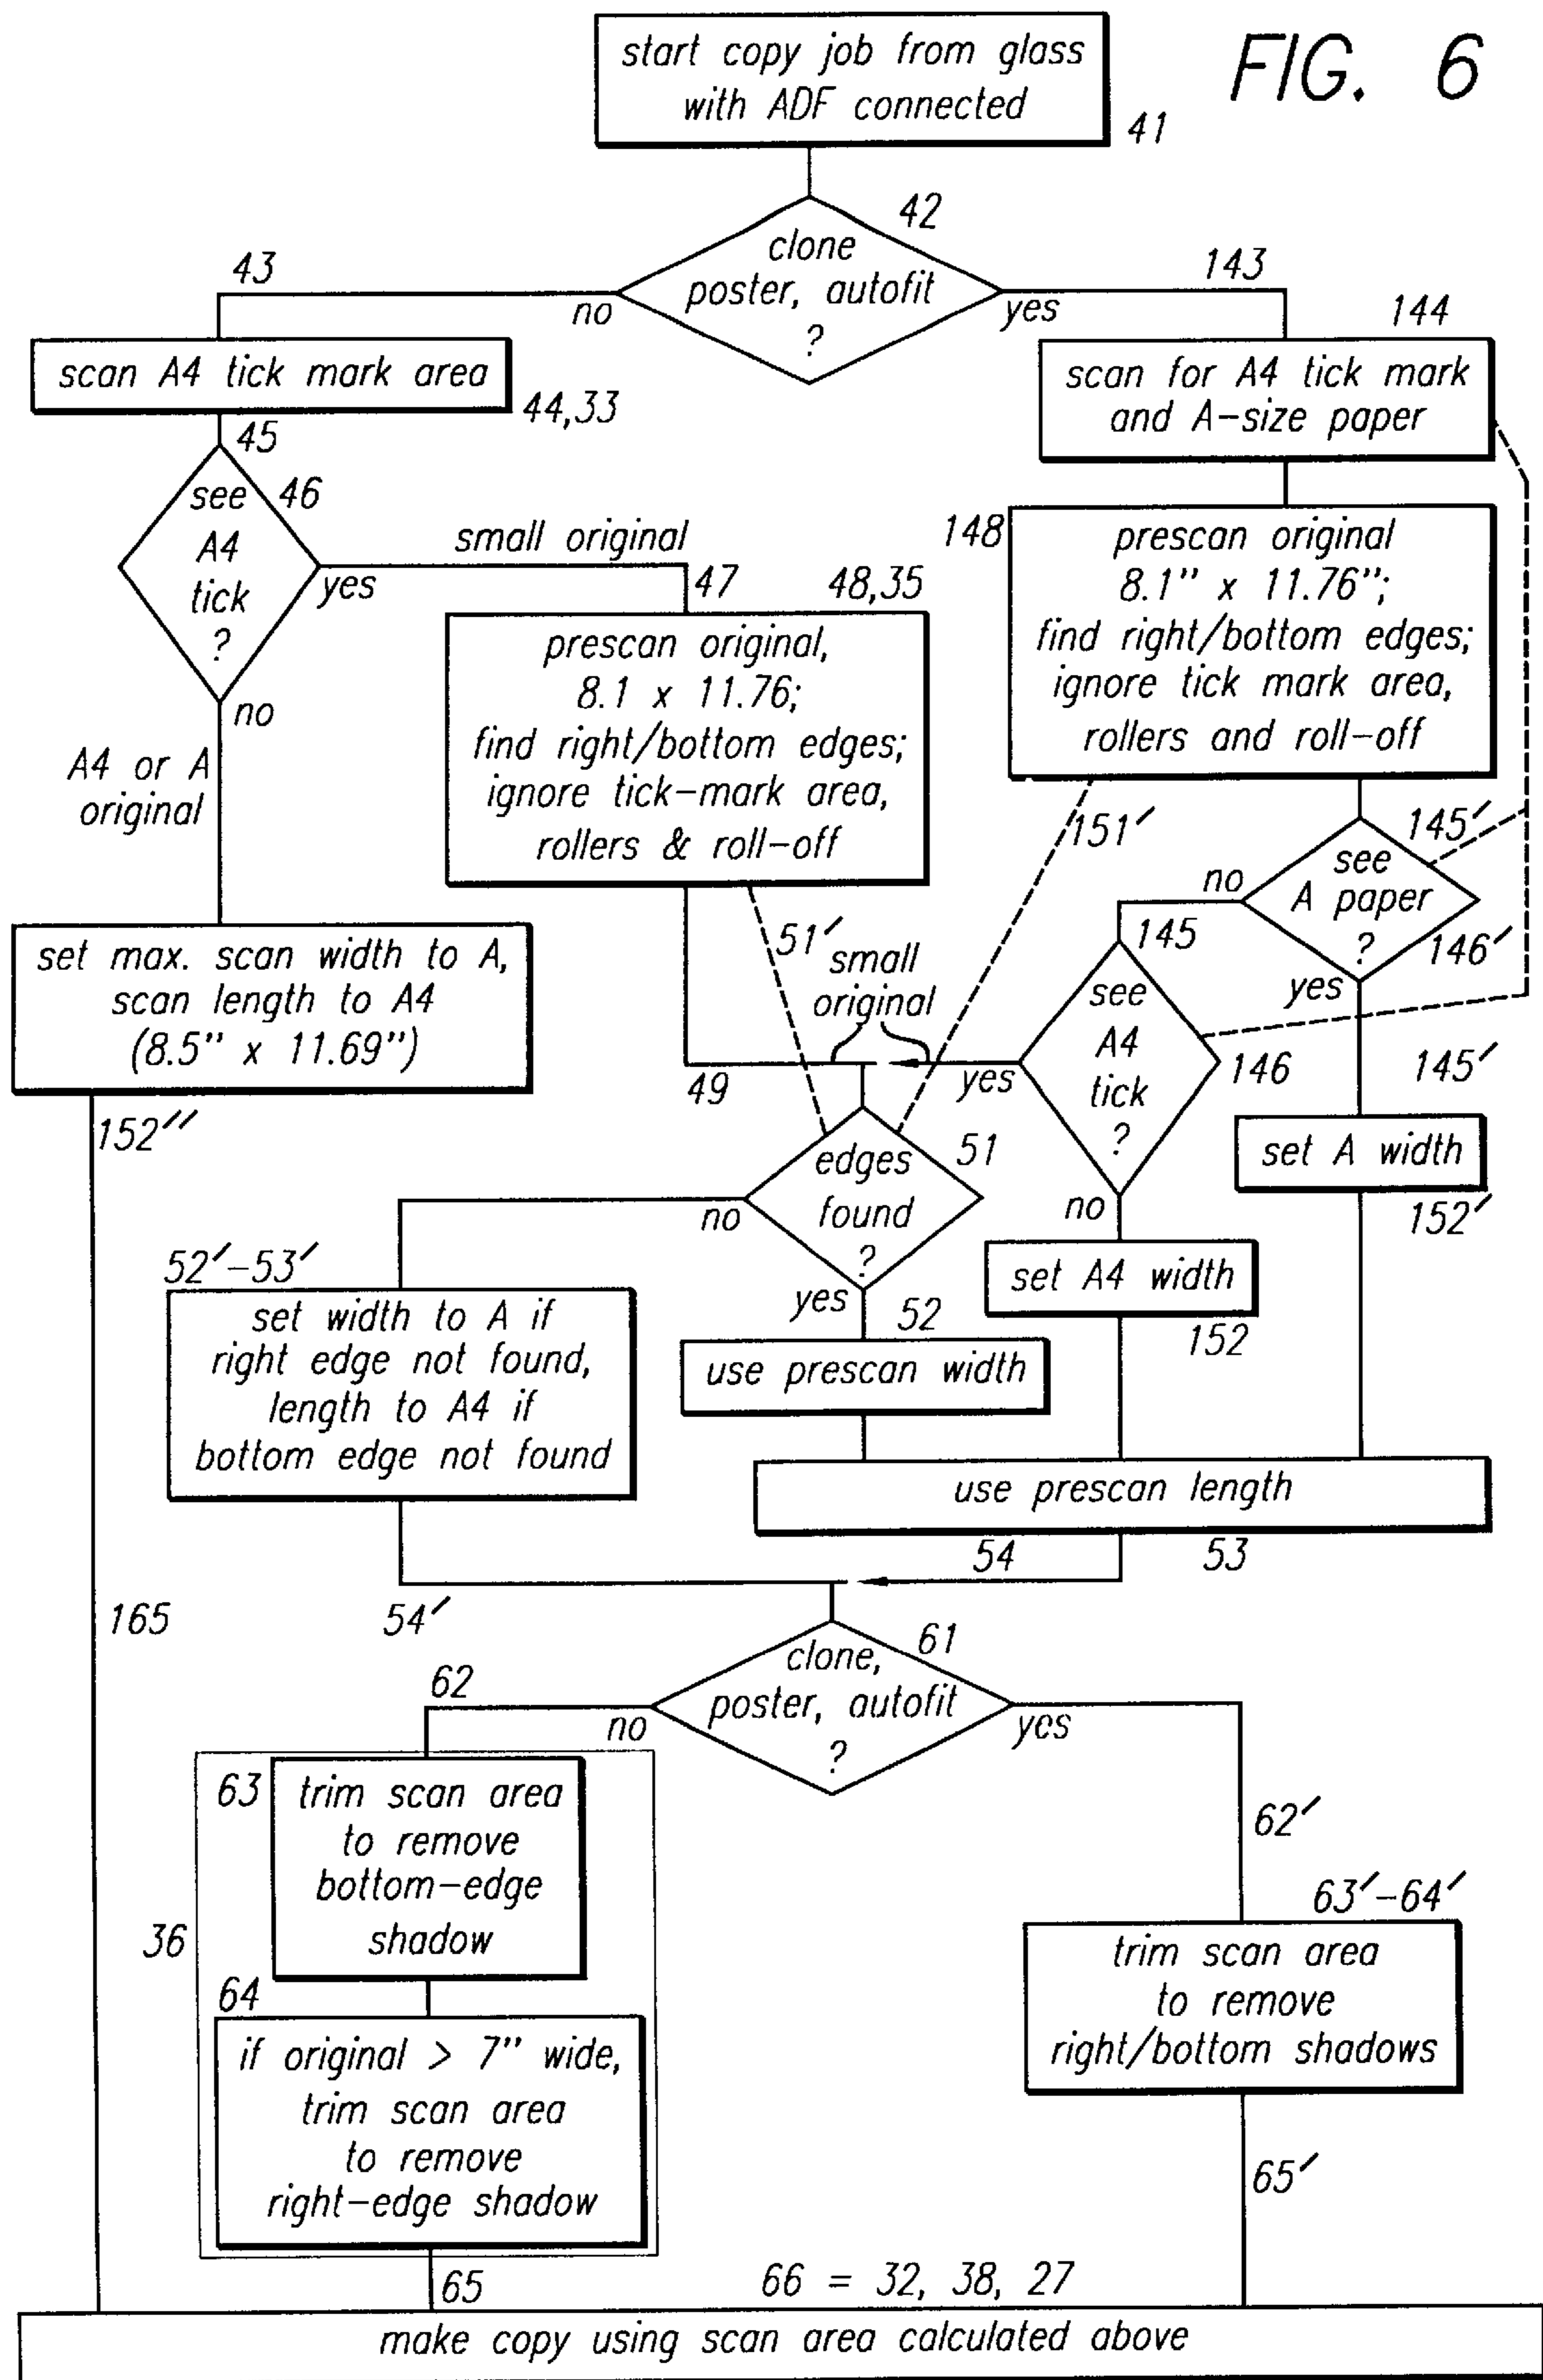 start copy job from glass
with ADF connected
FIG. 6
41
42
clone
poster, autofit
?
43
no
143
yes
144
scan A4 tick mark area
44,33
scan for A4 tick mark
and A-size paper
45
see
A4
tick
?
46
yes
no
small original
47
48,35
prescan original,
8.1 x 11.76;
find right/bottom edges;
ignore tick-mark area,
rollers & roll-off
148
prescan original
8.1" x 11.76";
find right/bottom edges;
ignore tick mark area,
rollers and roll-off
A4 or A
original
151'
145'
see
A paper
?
no
146'
yes
set max. scan width to A,
scan length to A4
(8.5" x 11.69")
51'
small
original
145
see
A4
tick
?
146
yes
no
145'
49
152"
edges
found
?
51
no
yes
set A width
152'
52'-53'
set width to A if
right edge not found,
length to A4 if
bottom edge not found
52
use prescan width
set A4 width
152
use prescan length
54
53
54'
165
61
clone,
poster, autofit
?
62
no
yes
62'
63
trim scan area
to remove
bottom-edge
shadow
36
64
if original > 7" wide,
trim scan area
to remove
right-edge shadow
63'-64'
trim scan area
to remove
right/bottom shadows
65'
65
66 = 32, 38, 27
make copy using scan area calculated above